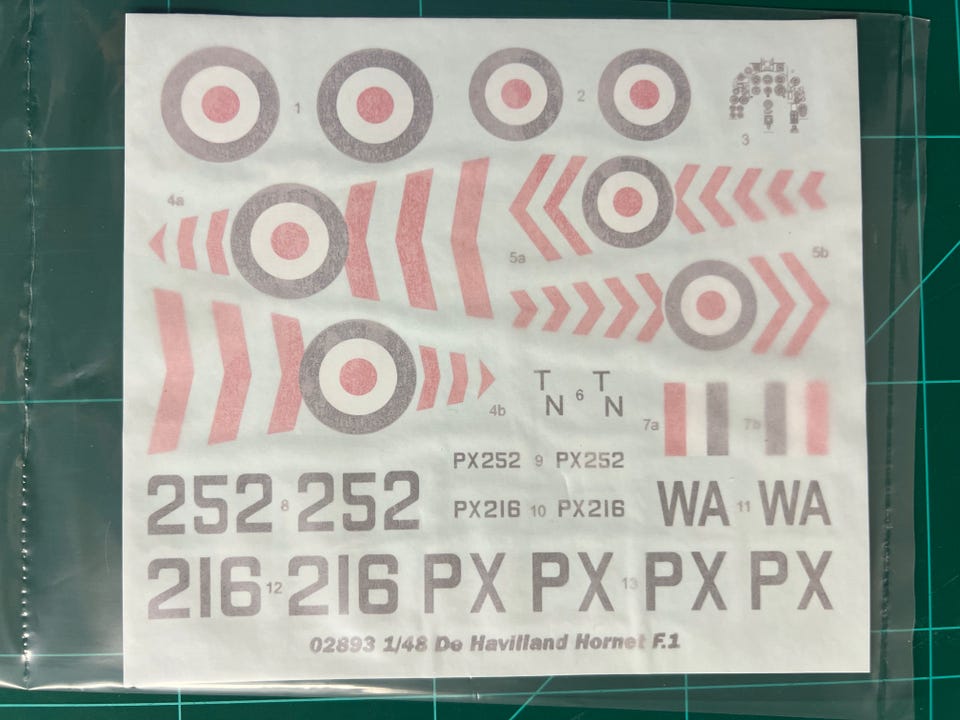 1
2
3
4a
5a
5b
4b
T T
6
N N
7a 7b
PX252 9 PX252
252 8 252
PX216 10 PX216
WA 11 WA
216 12 216 PX PX 13 PX PX
02893 1/48 De Havilland Hornet F.1